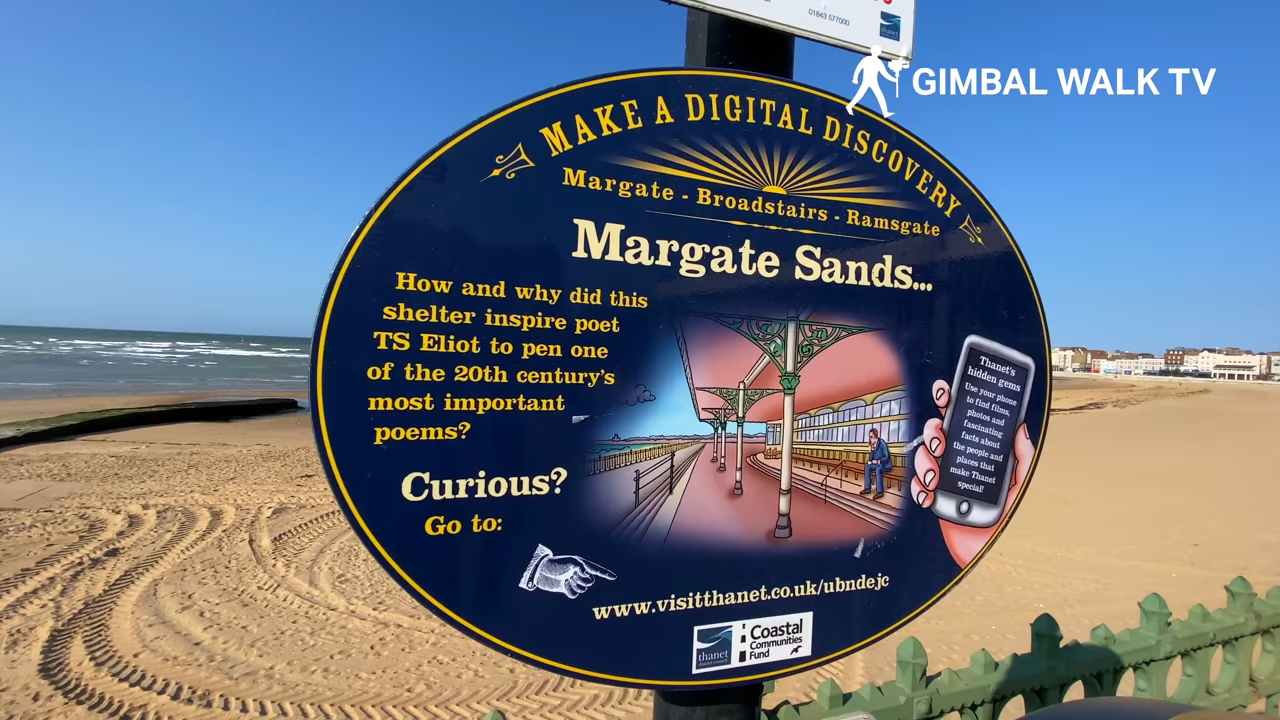 01843 577000
thanet
GIMBAL WALK TV
MAKE A DIGITAL DISCOVERY
Margate - Broadstairs - Ramsgate
Margate Sands...
How and why did this
shelter inspire poet
TS Eliot to pen one
of the 20th century's
most important
poems?
Curious?
Go to:
www.visitthanet.co.uk/ubndejc
Thanet's
hidden gems
Use your phone
to find films,
photos and
fascinating
facts about
the people and
places that
make Thanet
special!
thanet
district council
Coastal
Communities
Fund